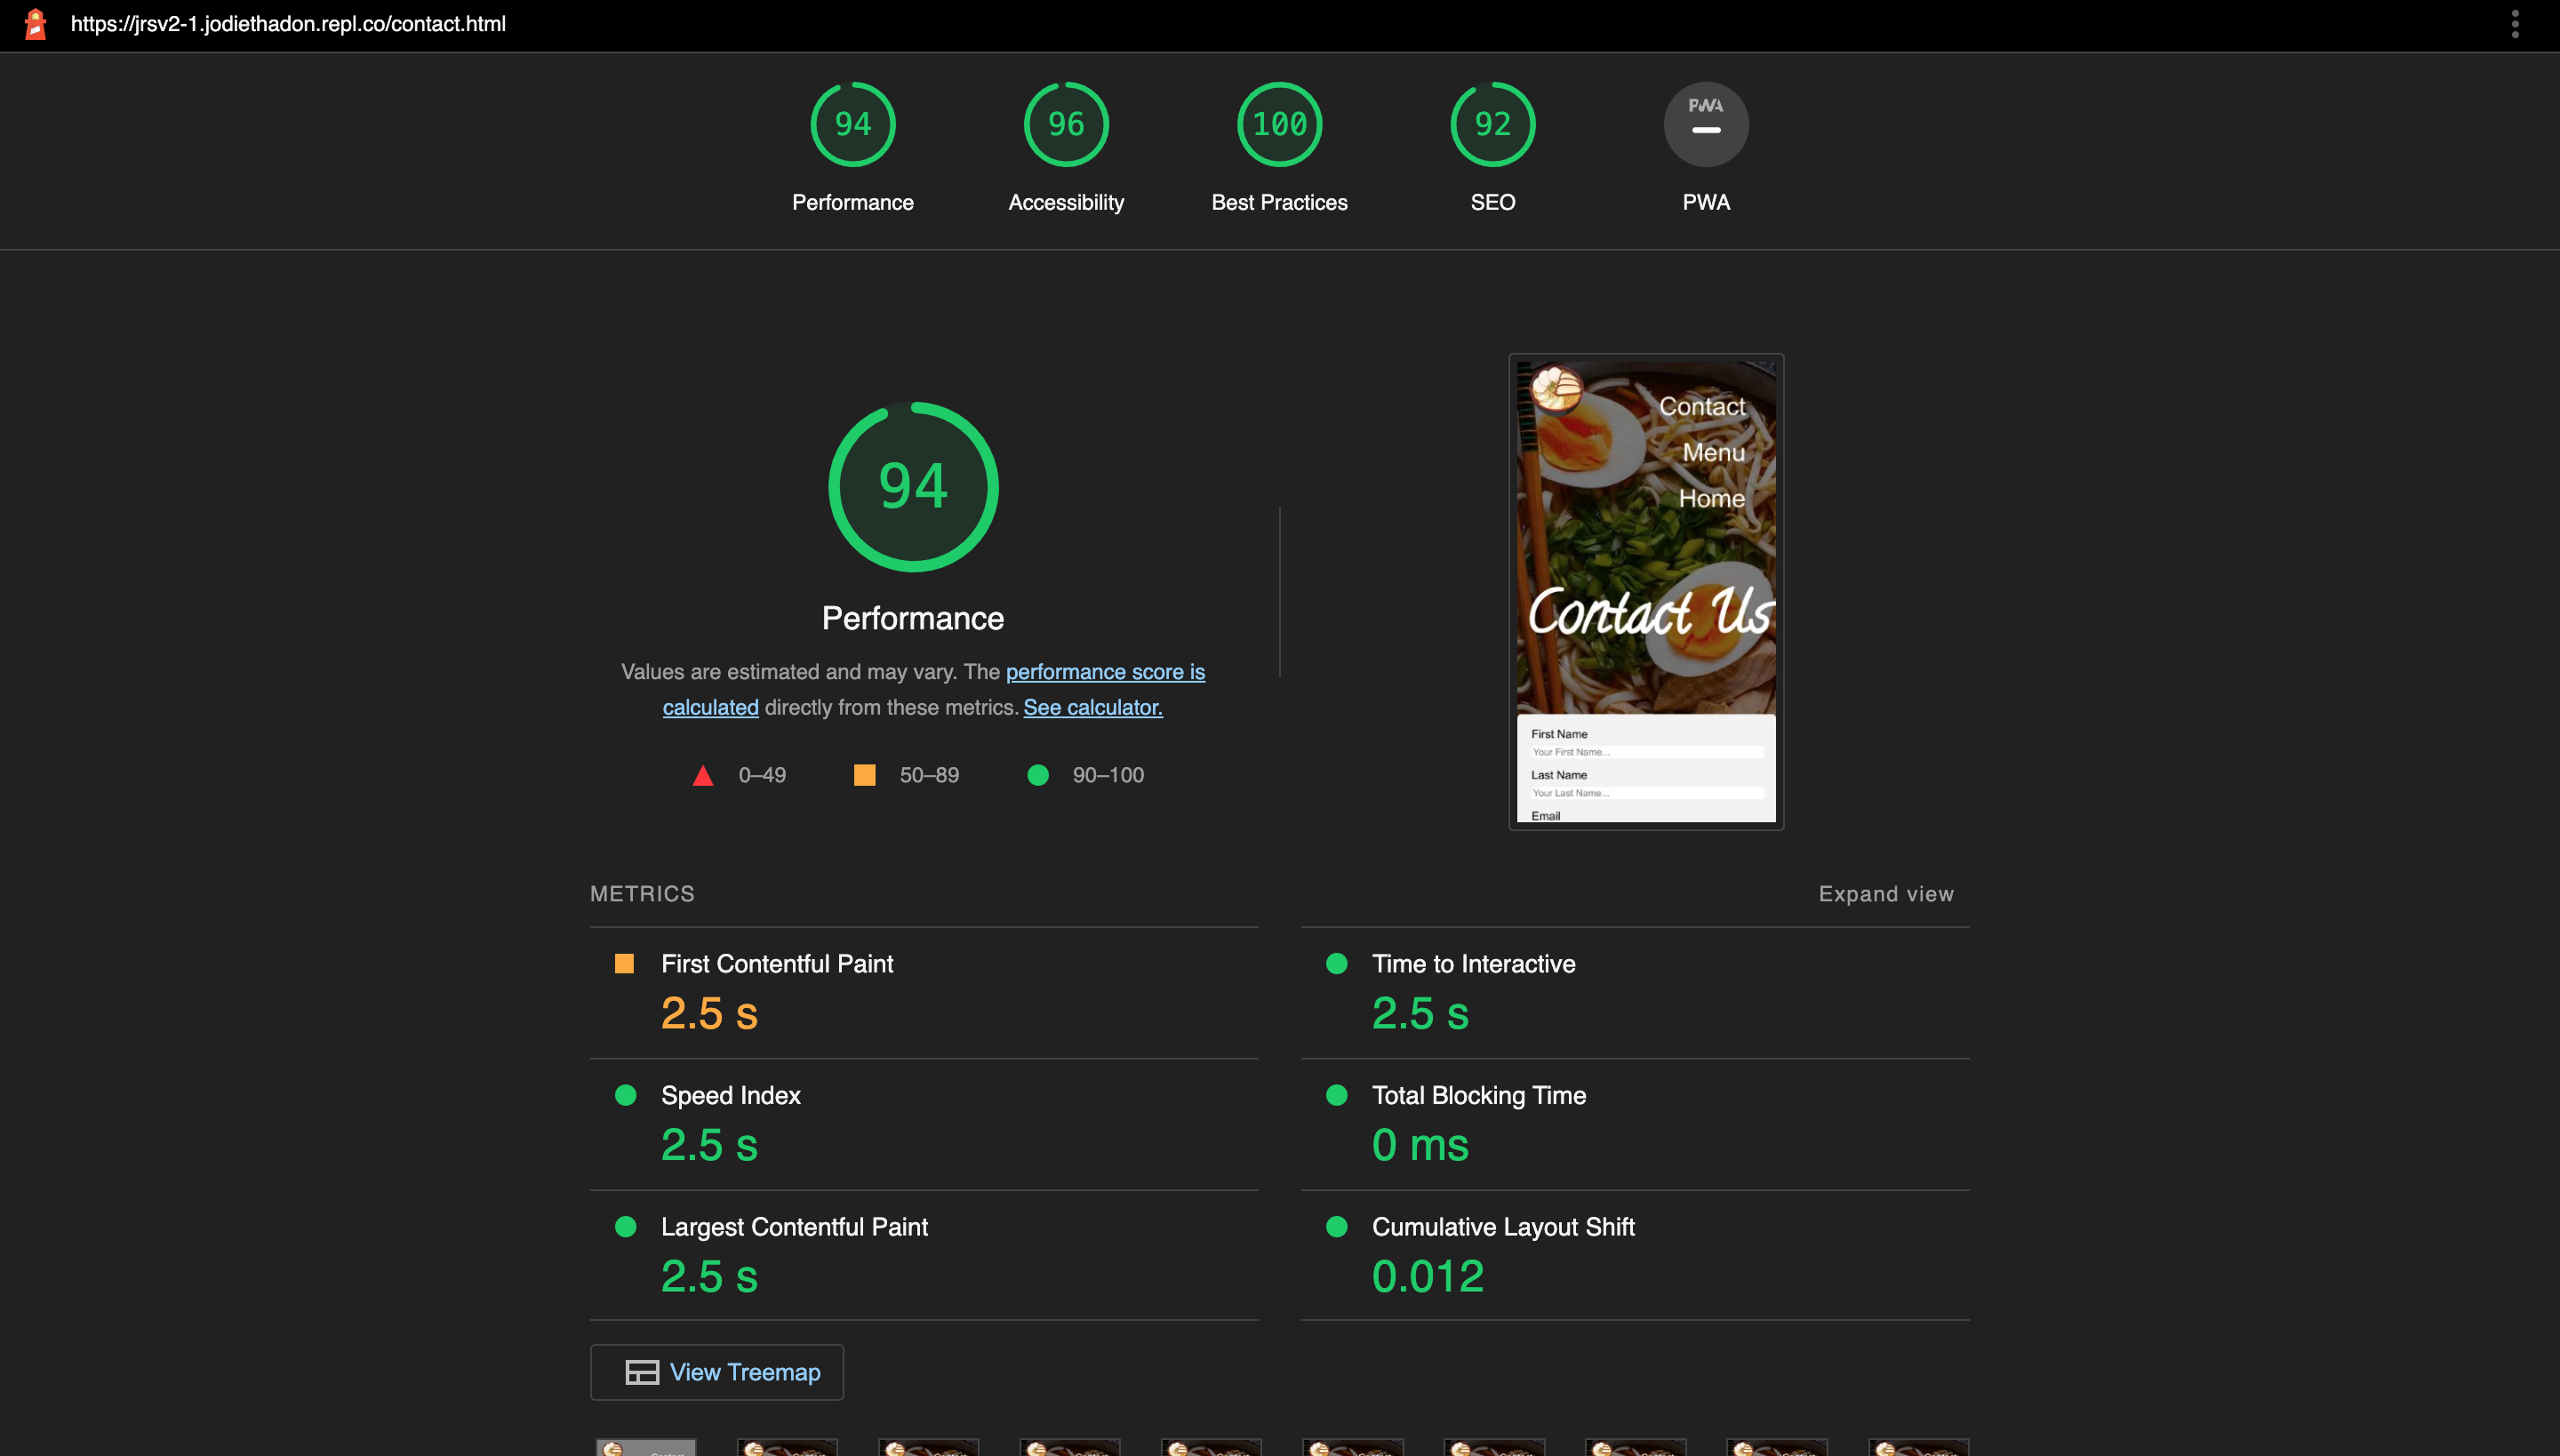 https://jrsv2-1.jodiethadon.repl.co/contact.html
94
96
100
92
PWA
Performance
Accessibility
Best Practices
SEO
PWA
94
Performance
Values are estimated and may vary. The performance score is
calculated directly from these metrics. See calculator.
0–49
50–89
90–100
Contact
Menu
Home
Contact Us
First Name
Your First Name...
Last Name
Your Last Name...
Email
METRICS
Expand view
First Contentful Paint
2.5 s
Time to Interactive
2.5 s
Speed Index
2.5 s
Total Blocking Time
0 ms
Largest Contentful Paint
2.5 s
Cumulative Layout Shift
0.012
View Treemap